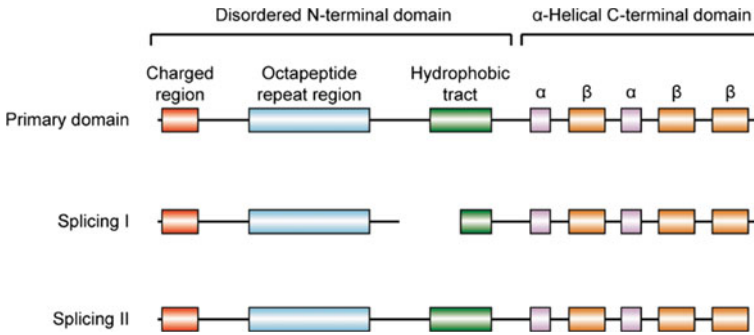 Disordered N-terminal domain
α-Helical C-terminal domain
Charged
region
Octapeptide
repeat region
Hydrophobic
tract
α
β
α
β
β
Primary domain
Splicing I
Splicing II